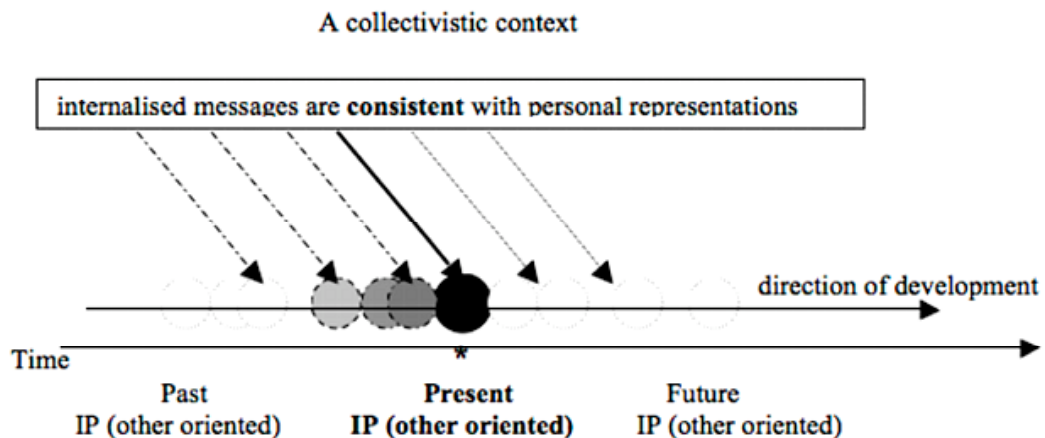 A collectivistic context
internalised messages are consistent with personal representations
direction of development
*
Time
Past Present Future
IP (other oriented) IP (other oriented) IP (other oriented)